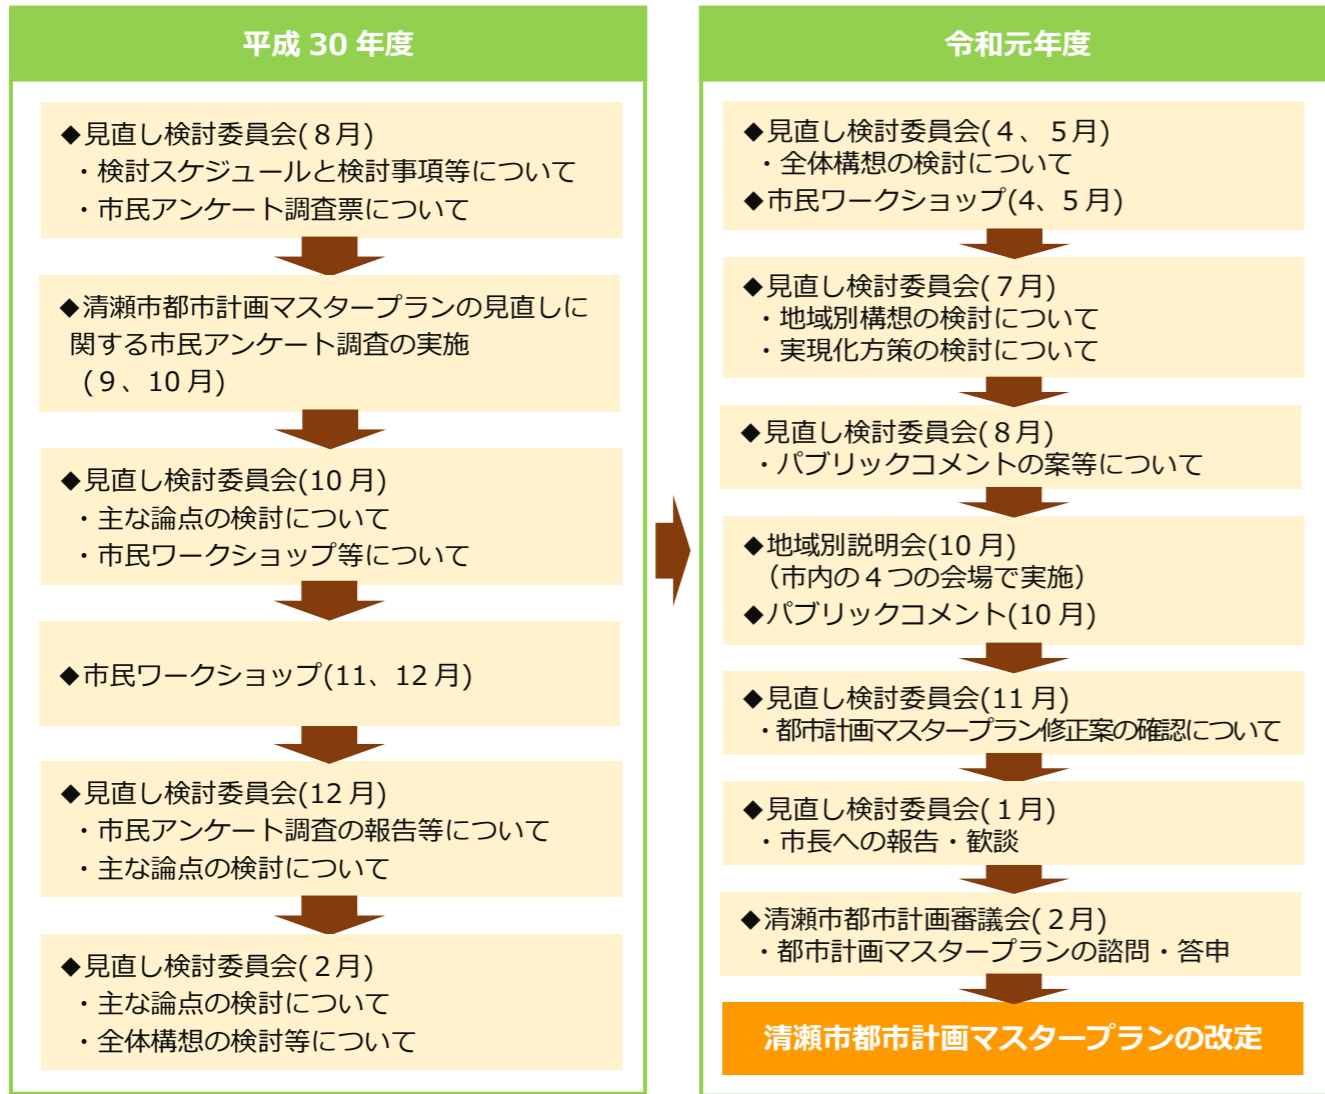 平成 30 年度
◆見直し検討委員会(８月)
・検討スケジュールと検討事項等について
・市民アンケート調査票について
◆清瀬市都市計画マスタープランの見直しに
関する市民アンケート調査の実施
(９、10 月)
◆見直し検討委員会(10 月)
・主な論点の検討について
・市民ワークショップ等について
◆市民ワークショップ(11、12 月)
◆見直し検討委員会(12 月)
・市民アンケート調査の報告等について
・主な論点の検討について
◆見直し検討委員会(２月)
・主な論点の検討について
・全体構想の検討等について
令和元年度
◆見直し検討委員会(４、５月)
・全体構想の検討について
◆市民ワークショップ(4、５月)
◆見直し検討委員会(７月)
・地域別構想の検討について
・実現化方策の検討について
◆見直し検討委員会(８月)
・パブリックコメントの案等について
◆地域別説明会(10 月)
（市内の４つの会場で実施）
◆パブリックコメント(10 月)
◆見直し検討委員会(11 月)
・都市計画マスタープラン修正案の確認について
◆見直し検討委員会(１月)
・市長への報告・歓談
◆清瀬市都市計画審議会(２月)
・都市計画マスタープランの諮問・答申
清瀬市都市計画マスタープランの改定